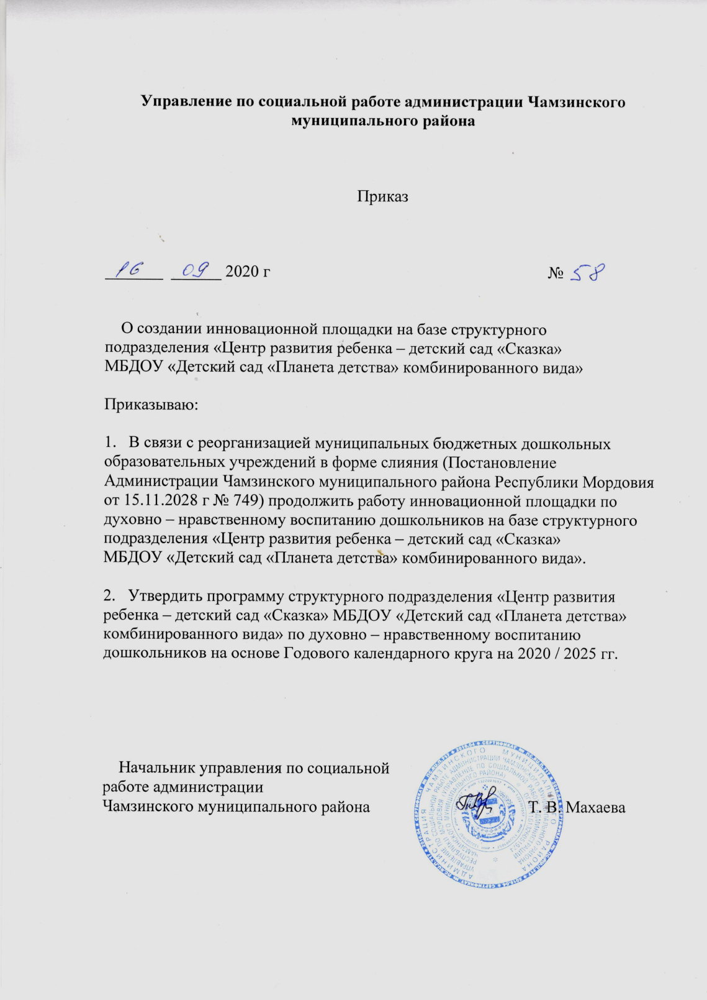 Управление по социальной работе администрации Чамзинского
муниципального района
Приказ
16 09 2020 г № 58
О создании инновационной площадки на базе структурного
подразделения «Центр развития ребенка – детский сад «Сказка»
МБДОУ «Детский сад «Планета детства» комбинированного вида»
Приказываю:
1. В связи с реорганизацией муниципальных бюджетных дошкольных
образовательных учреждений в форме слияния (Постановление
Администрации Чамзинского муниципального района Республики Мордовия
от 15.11.2028 г № 749) продолжить работу инновационной площадки по
духовно – нравственному воспитанию дошкольников на базе структурного
подразделения «Центр развития ребенка – детский сад «Сказка»
МБДОУ «Детский сад «Планета детства» комбинированного вида».
2. Утвердить программу структурного подразделения «Центр развития
ребенка – детский сад «Сказка» МБДОУ «Детский сад «Планета детства»
комбинированного вида» по духовно – нравственному воспитанию
дошкольников на основе Годового календарного круга на 2020 / 2025 гг.
Начальник управления по социальной
работе администрации
Чамзинского муниципального района Т. В. Махаева
АДМИНИСТРАЦИЯ ЧАМЗИНСКОГО МУНИЦИПАЛЬНОГО РАЙОНА